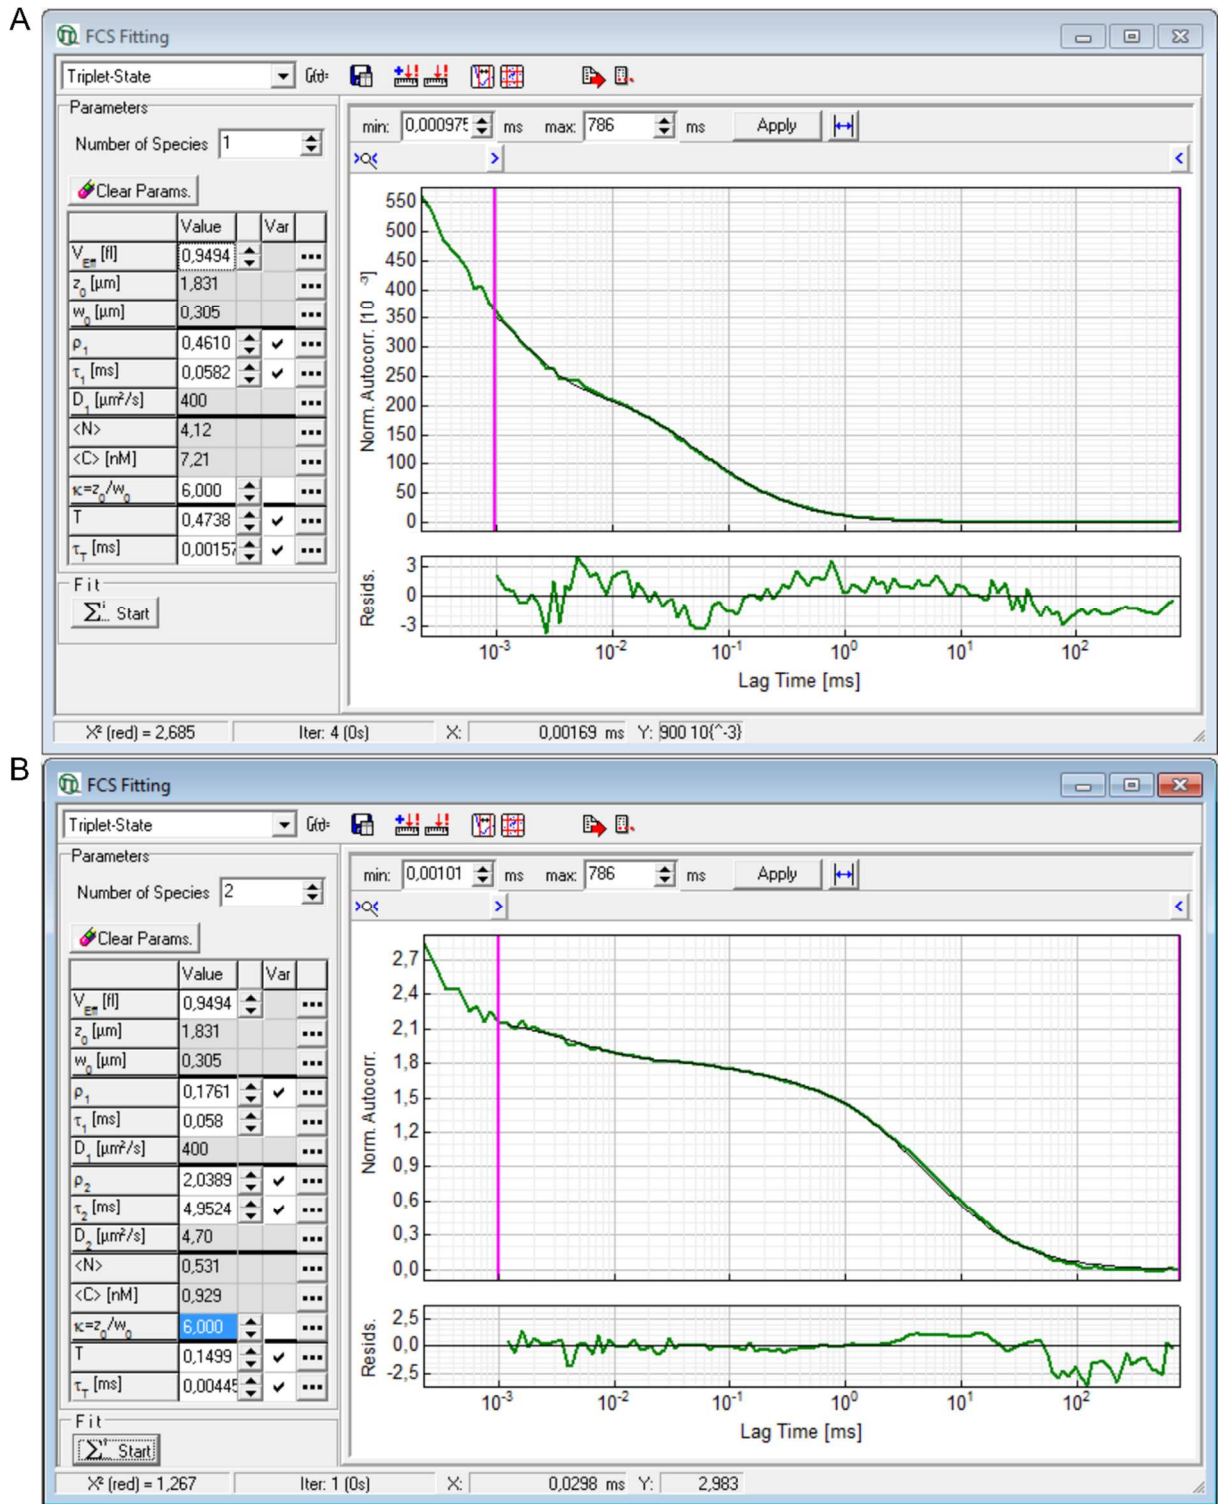 A
FCS Fitting
Triplet-State G(τ)=
Parameters
Number of Species 1
Clear Params.
min: 0,000975 ms max: 786 ms Apply
Value Var
V_Eff [fl] 0,9494
z_0 [µm] 1,831
w_0 [µm] 0,305
ρ_1 0,4610
τ_1 [ms] 0,0582
D_1 [µm²/s] 400
<N> 4,12
<C> [nM] 7,21
κ=z_0/w_0 6,000
T 0,4738
τ_T [ms] 0,00157
Fit
Start
Norm. Autocorr. [10^-3]
550
500
450
400
350
300
250
200
150
100
50
0
Resids.
3
0
-3
10^-3 10^-2 10^-1 10^0 10^1 10^2
Lag Time [ms]
X² (red) = 2,685 Iter: 4 (0s) X: 0,00169 ms Y: 900 10{^-3}
B
FCS Fitting
Triplet-State G(τ)=
Parameters
Number of Species 2
Clear Params.
min: 0,00101 ms max: 786 ms Apply
Value Var
V_Eff [fl] 0,9494
z_0 [µm] 1,831
w_0 [µm] 0,305
ρ_1 0,1761
τ_1 [ms] 0,058
D_1 [µm²/s] 400
ρ_2 2,0389
τ_2 [ms] 4,9524
D_2 [µm²/s] 4,70
<N> 0,531
<C> [nM] 0,929
κ=z_0/w_0 6,000
T 0,1499
τ_T [ms] 0,00445
Fit
Start
Norm. Autocorr.
2,7
2,4
2,1
1,8
1,5
1,2
0,9
0,6
0,3
0,0
Resids.
2,5
0,0
-2,5
10^-3 10^-2 10^-1 10^0 10^1 10^2
Lag Time [ms]
X² (red) = 1,267 Iter: 1 (0s) X: 0,0298 ms Y: 2,983